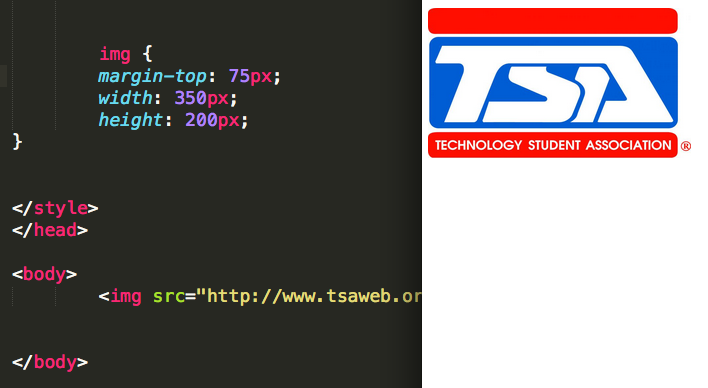 img {
margin-top: 75px;
width: 350px;
height: 200px;
}
</style>
</head>
<body>
<img src="http://www.tsaweb.or
</body>
TSA
TECHNOLOGY STUDENT ASSOCIATION ®